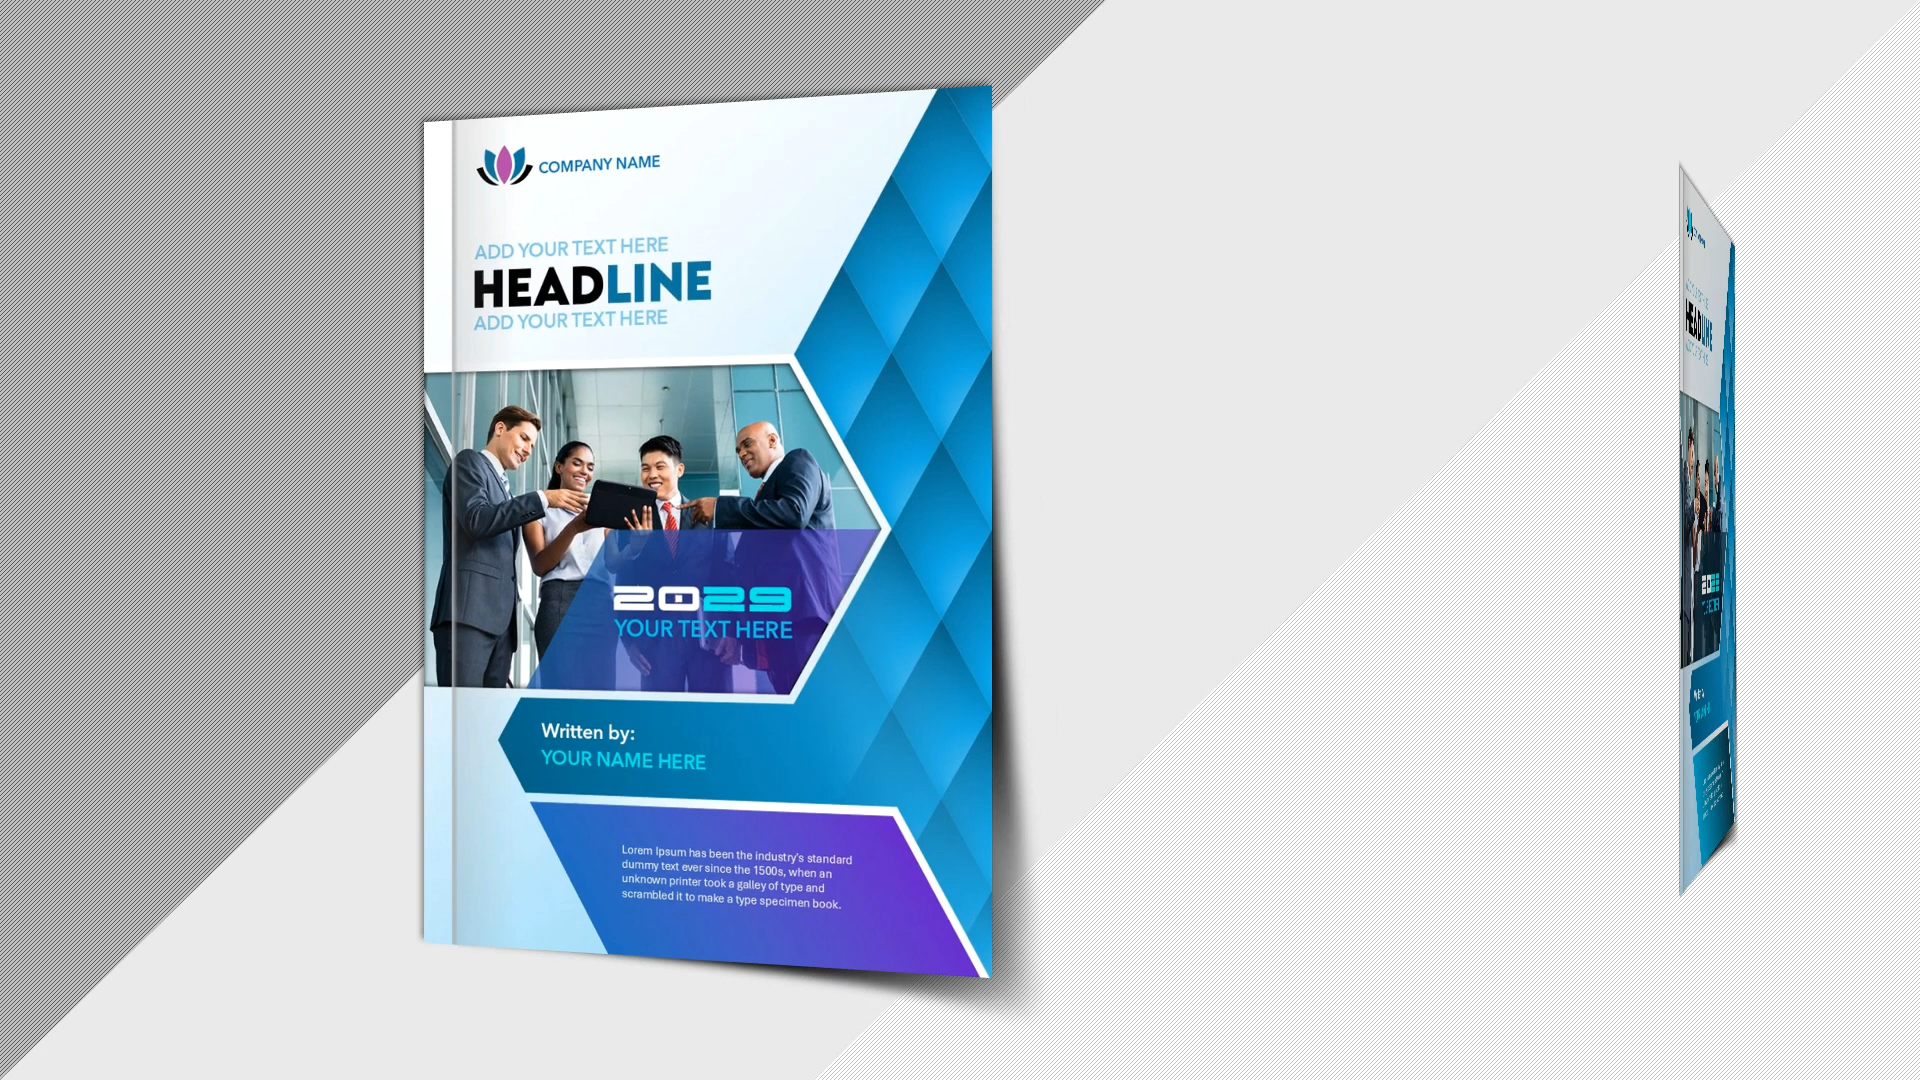 COMPANY NAME
ADD YOUR TEXT HERE
HEADLINE
ADD YOUR TEXT HERE
2029
YOUR TEXT HERE
Written by:
YOUR NAME HERE
Lorem Ipsum has been the industry's standard
dummy text ever since the 1500s, when an
unknown printer took a galley of type and
scrambled it to make a type specimen book.
HEADLINE